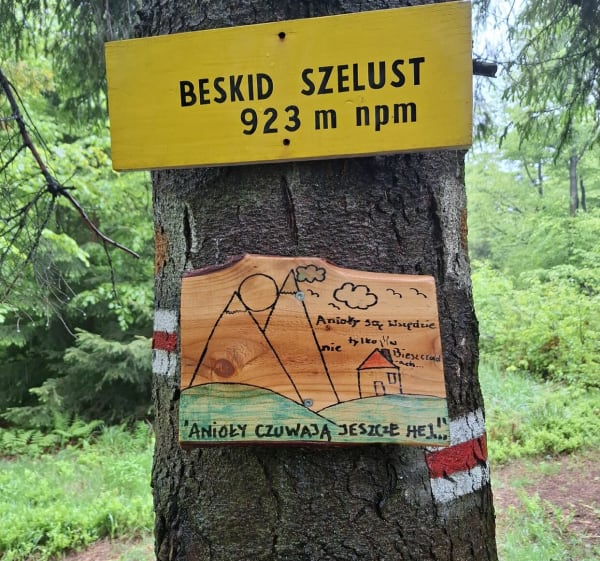 BESKID SZELUST
923 m npm
Anioły są wszędzie
nie tylko w
Bieszczad
ach...
"ANIOŁY CZUWAJĄ JESZCZE HEJ..."